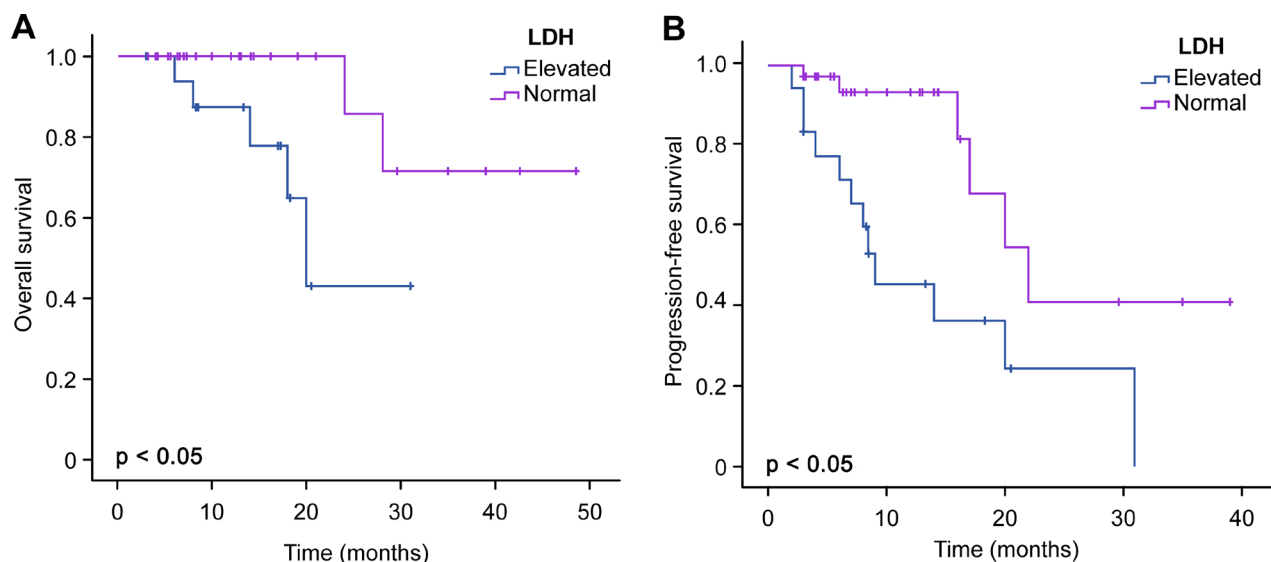 A
LDH
Elevated
Normal
Overall survival
1.0
0.8
0.6
0.4
0.2
0
p < 0.05
0
10
20
30
40
50
Time (months)
B
LDH
Elevated
Normal
Progression-free survival
1.0
0.8
0.6
0.4
0.2
0
p < 0.05
0
10
20
30
40
Time (months)